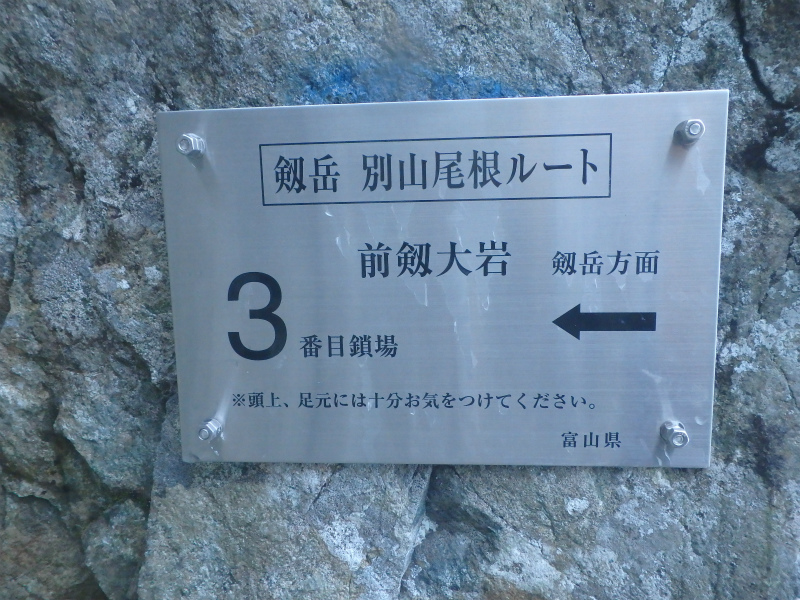 剱岳 別山尾根ルート
前剱大岩 剱岳方面
3番目鎖場
※頭上、足元には十分お気をつけてください。
富山県